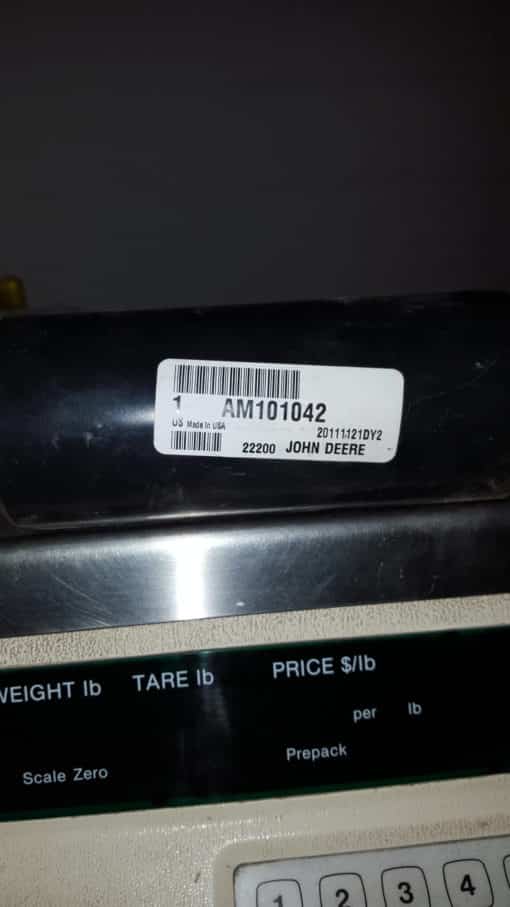 1 AM101042
US Made In USA
20111121DY2
22200 JOHN DEERE
WEIGHT lb TARE lb PRICE $/lb
per lb
Scale Zero Prepack
1 2 3 4